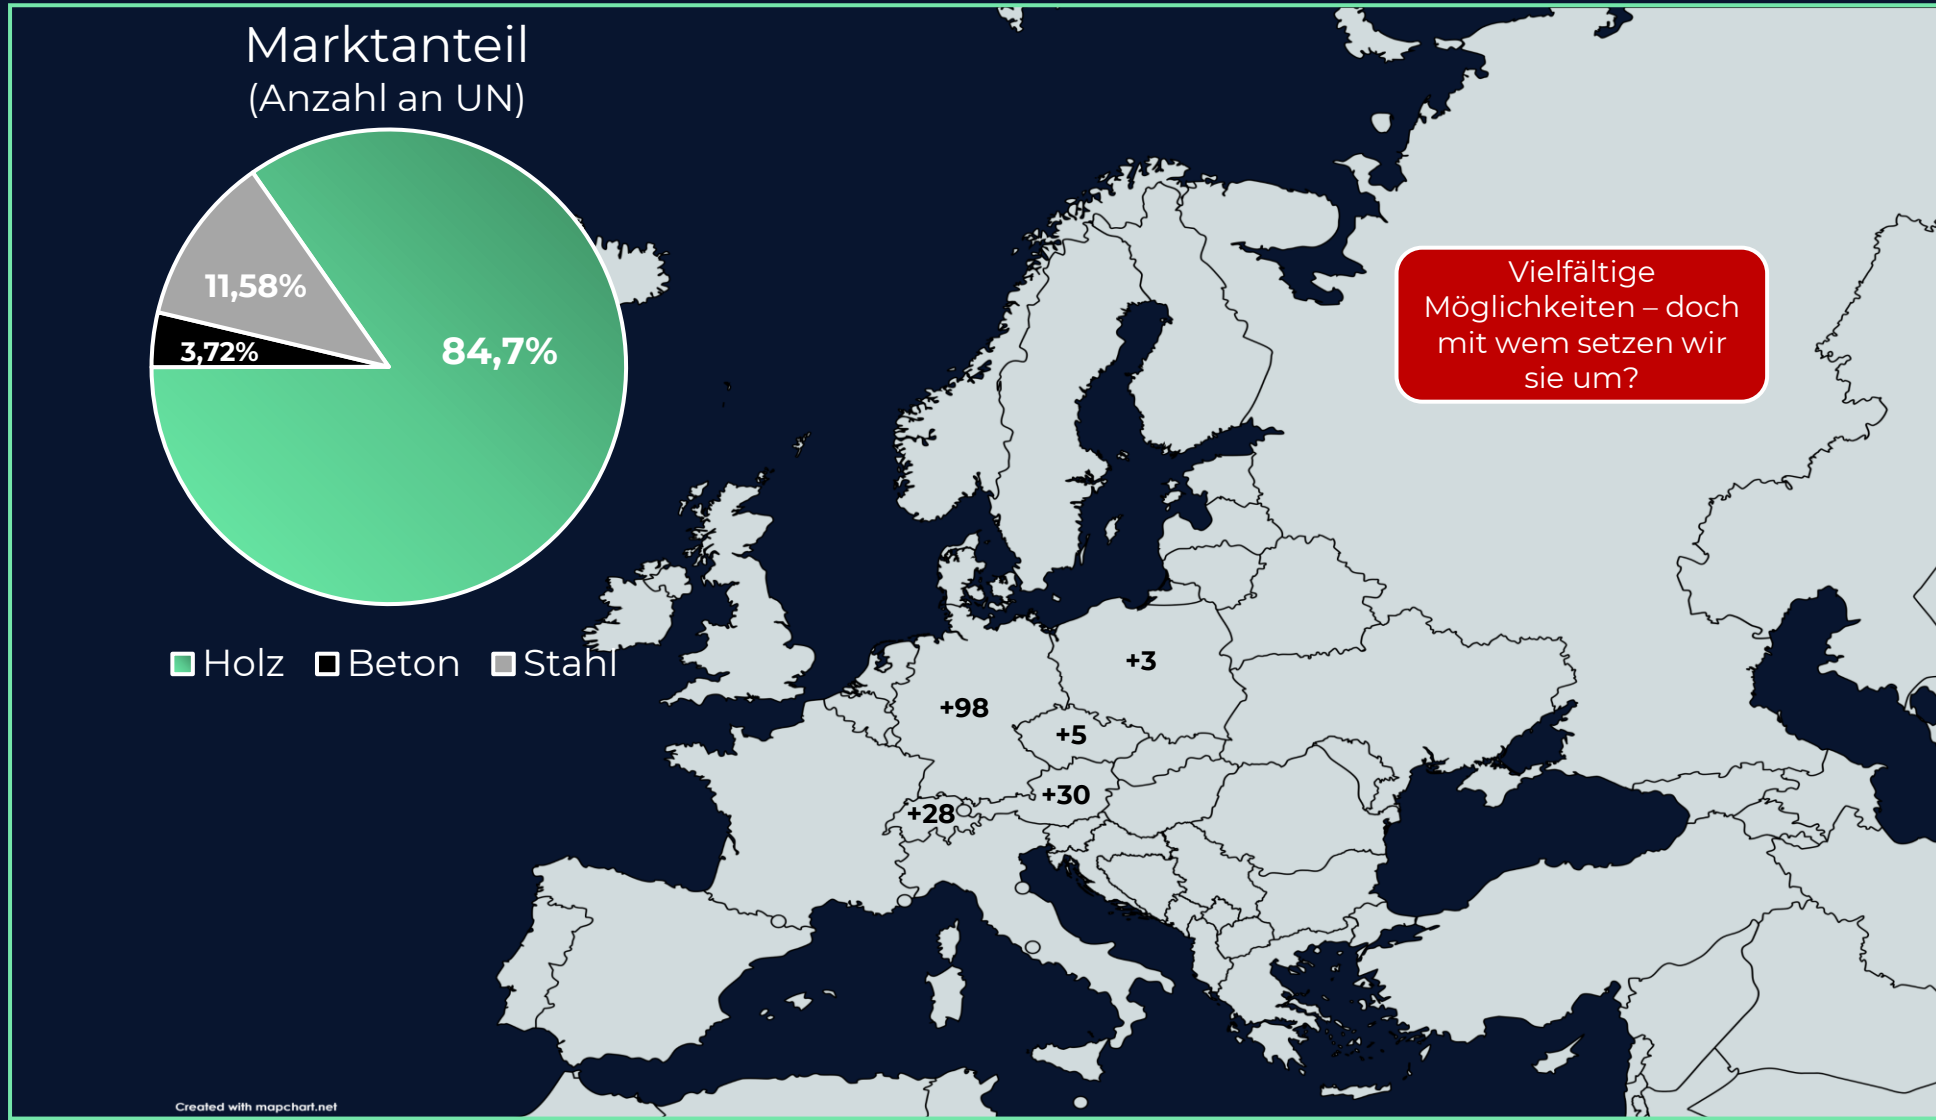 Marktanteil
(Anzahl an UN)
11,58%
3,72%
84,7%
Holz
Beton
Stahl
Vielfältige
Möglichkeiten – doch
mit wem setzen wir
sie um?
+3
+98
+5
+30
+28
Created with mapchart.net